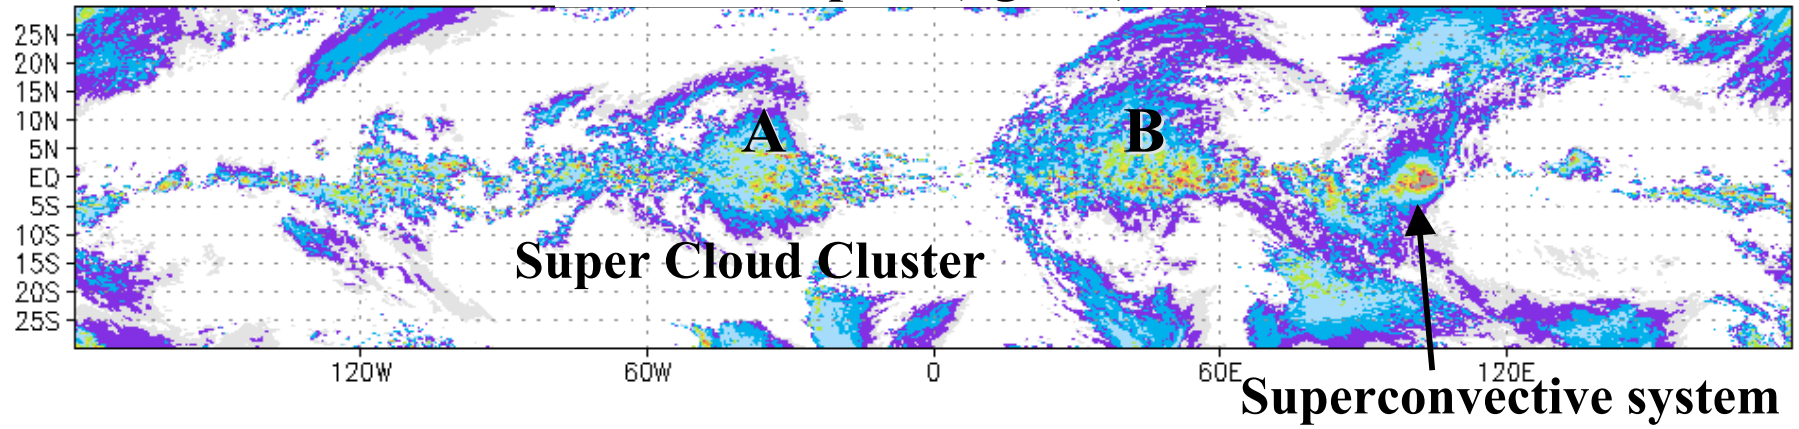 25N
20N
15N
10N
5N
EQ
5S
10S
15S
20S
25S
A
B
Super Cloud Cluster
120W 60W 0 60E 120E
Superconvective system